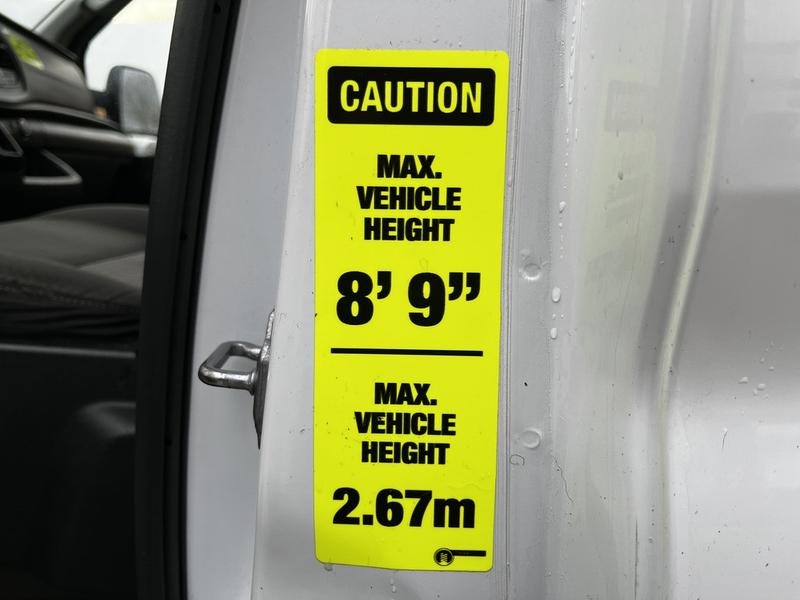 CAUTION
MAX.
VEHICLE
HEIGHT
8’ 9”
MAX.
VEHICLE
HEIGHT
2.67m